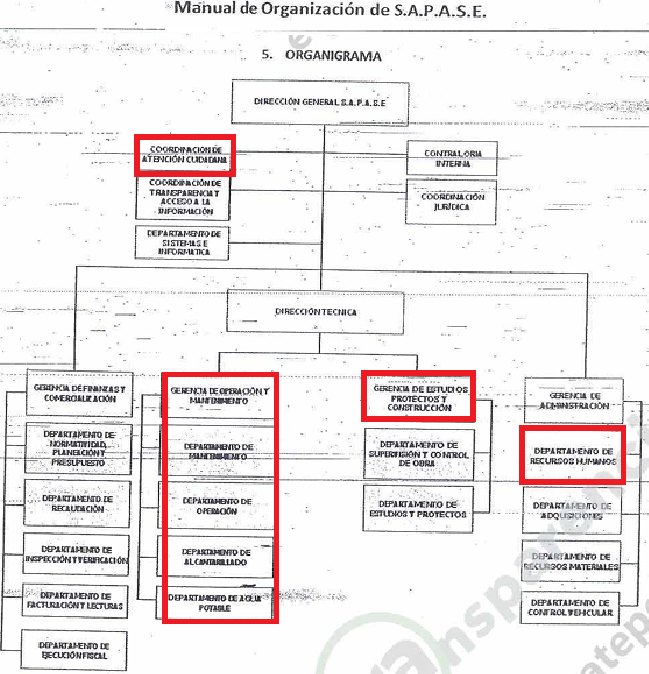 Manual de Organización de S.A.P.A.S.E.
5. ORGANIGRAMA
DIRECCIÓN GENERAL S.A.P.A.S.E
COORDINACIÓN DE
ATENCIÓN CIUDADANA
CONTRALORIA
INTERNA
COORDINACIÓN DE
TRANSPARENCIA Y
ACCESO A LA
INFORMACIÓN
COORDINACIÓN
JURÍDICA
DEPARTAMENTO DE
SISTEMAS E
INFORMATICA
DIRECCIÓN TECNICA
GERENCIA DE FINANZAS Y
COMERCIALIZACIÓN
DEPARTAMENTO DE
NORMATIVIDAD,
PLANEACIÓN Y
PRESUPUESTO
DEPARTAMENTO DE
RECAUDACIÓN
DEPARTAMENTO DE
INSPECCIÓN Y VERIFICACIÓN
DEPARTAMENTO DE
FACTURACIÓN Y LECTURAS
DEPARTAMENTO DE
EJECUCIÓN FISCAL
GERENCIA DE OPERACIÓN Y
MANTENIMIENTO
DEPARTAMENTO DE
MANTENIMIENTO
DEPARTAMENTO DE
OPERACIÓN
DEPARTAMENTO DE
ALCANTARILLADO
DEPARTAMENTO DE AGUA
POTABLE
GERENCIA DE ESTUDIOS
PROYECTOS Y
CONSTRUCCIÓN
DEPARTAMENTO DE
SUPERVISIÓN Y CONTROL
DE OBRA
DEPARTAMENTO DE
ESTUDIOS Y PROYECTOS
GERENCIA DE
ADMINISTRACIÓN
DEPARTAMENTO DE
RECURSOS HUMANOS
DEPARTAMENTO DE
ADQUISICIONES
DEPARTAMENTO DE
RECURSOS MATERIALES
DEPARTAMENTO DE
CONTROL VEHICULAR